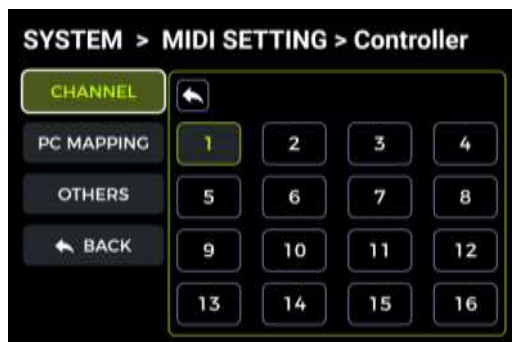 SYSTEM > MIDI SETTING > Controller
CHANNEL
PC MAPPING
OTHERS
BACK
1 2 3 4
5 6 7 8
9 10 11 12
13 14 15 16